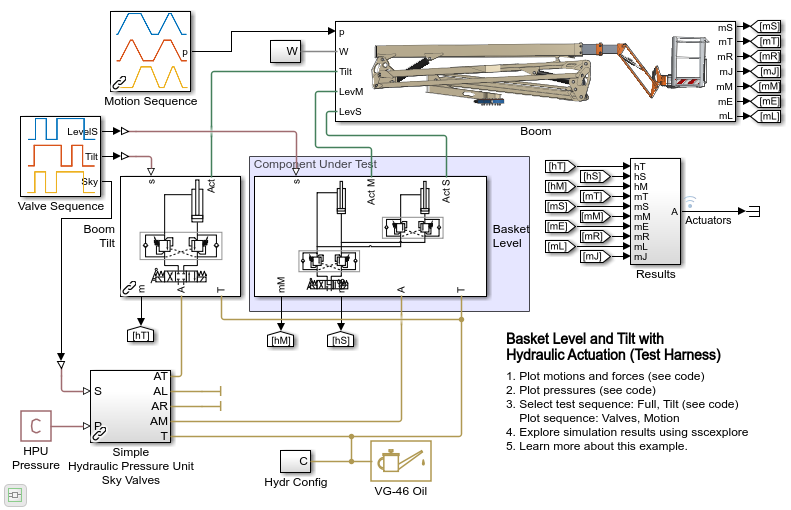 p
Motion Sequence
W
p
W
Tilt
LevM
LevS
mS
mT
mR
mJ
mM
mE
mL
[mS]
[mT]
[mR]
[mJ]
[mM]
[mE]
[mL]
Boom
LevelS
Tilt
Sky
Valve Sequence
Component Under Test
s
Act
m
A
T
Boom
Tilt
s
Act M
Act S
mM
m
A
T
Basket
Level
[hT]
[hM]
[hS]
[hT]
[hS]
[hM]
[mT]
[mS]
[mM]
[mE]
[mR]
[mL]
[mJ]
hT
hS
hM
mT
mS
mM
mE
mR
mL
mJ
A
Results
Actuators
Basket Level and Tilt with
Hydraulic Actuation (Test Harness)
1. Plot motions and forces (see code)
2. Plot pressures (see code)
3. Select test sequence: Full, Tilt (see code)
Plot sequence: Valves, Motion
4. Explore simulation results using sscexplore
5. Learn more about this example.
S
P
AT
AL
AR
AM
T
C
HPU
Pressure
Simple
Hydraulic Pressure Unit
Sky Valves
C
Hydr Config
VG-46 Oil